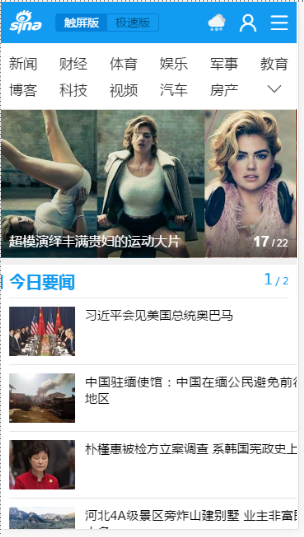 sina
触屏版 极速版
新闻 财经 体育 娱乐 军事 教育
博客 科技 视频 汽车 房产
超模演绎丰满贵妇的运动大片 17 / 22
今日要闻 1 / 2
习近平会见美国总统奥巴马
中国驻缅使馆：中国在缅公民避免前往
地区
朴槿惠被检方立案调查 系韩国宪政史上
河北4A级景区旁炸山建别墅 业主非富